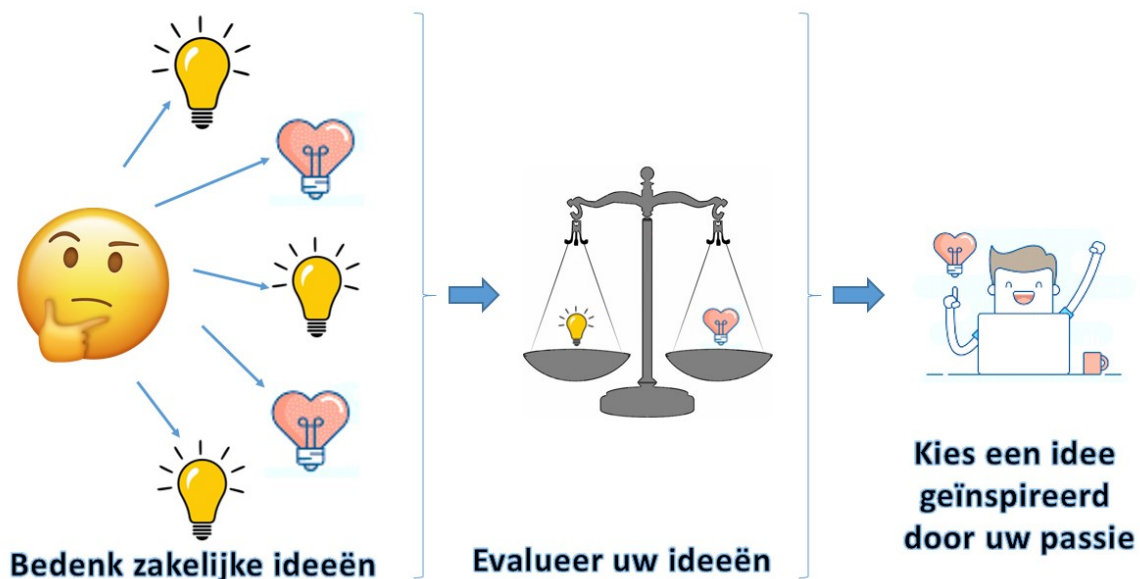 Bedenk zakelijke ideeën
Evalueer uw ideeën
Kies een idee
geïnspireerd
door uw passie